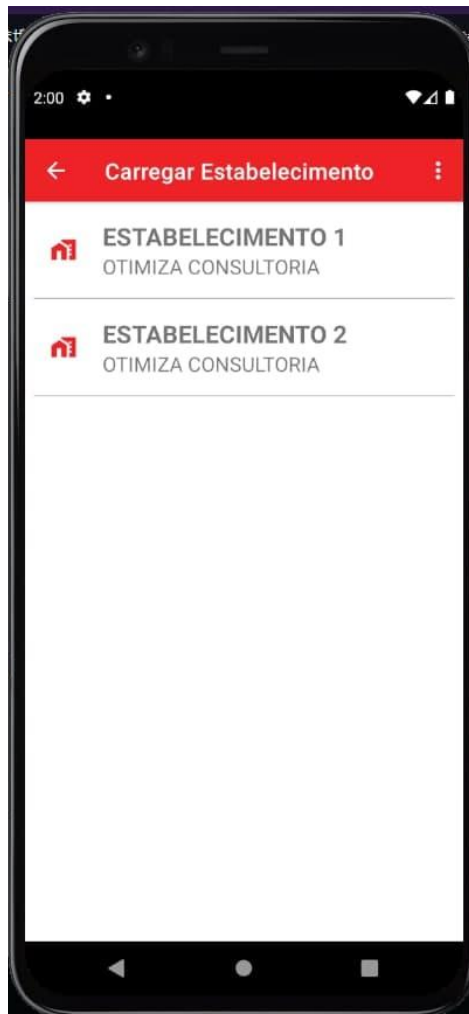 2:00
Carregar Estabelecimento
ESTABELECIMENTO 1
OTIMIZA CONSULTORIA
ESTABELECIMENTO 2
OTIMIZA CONSULTORIA